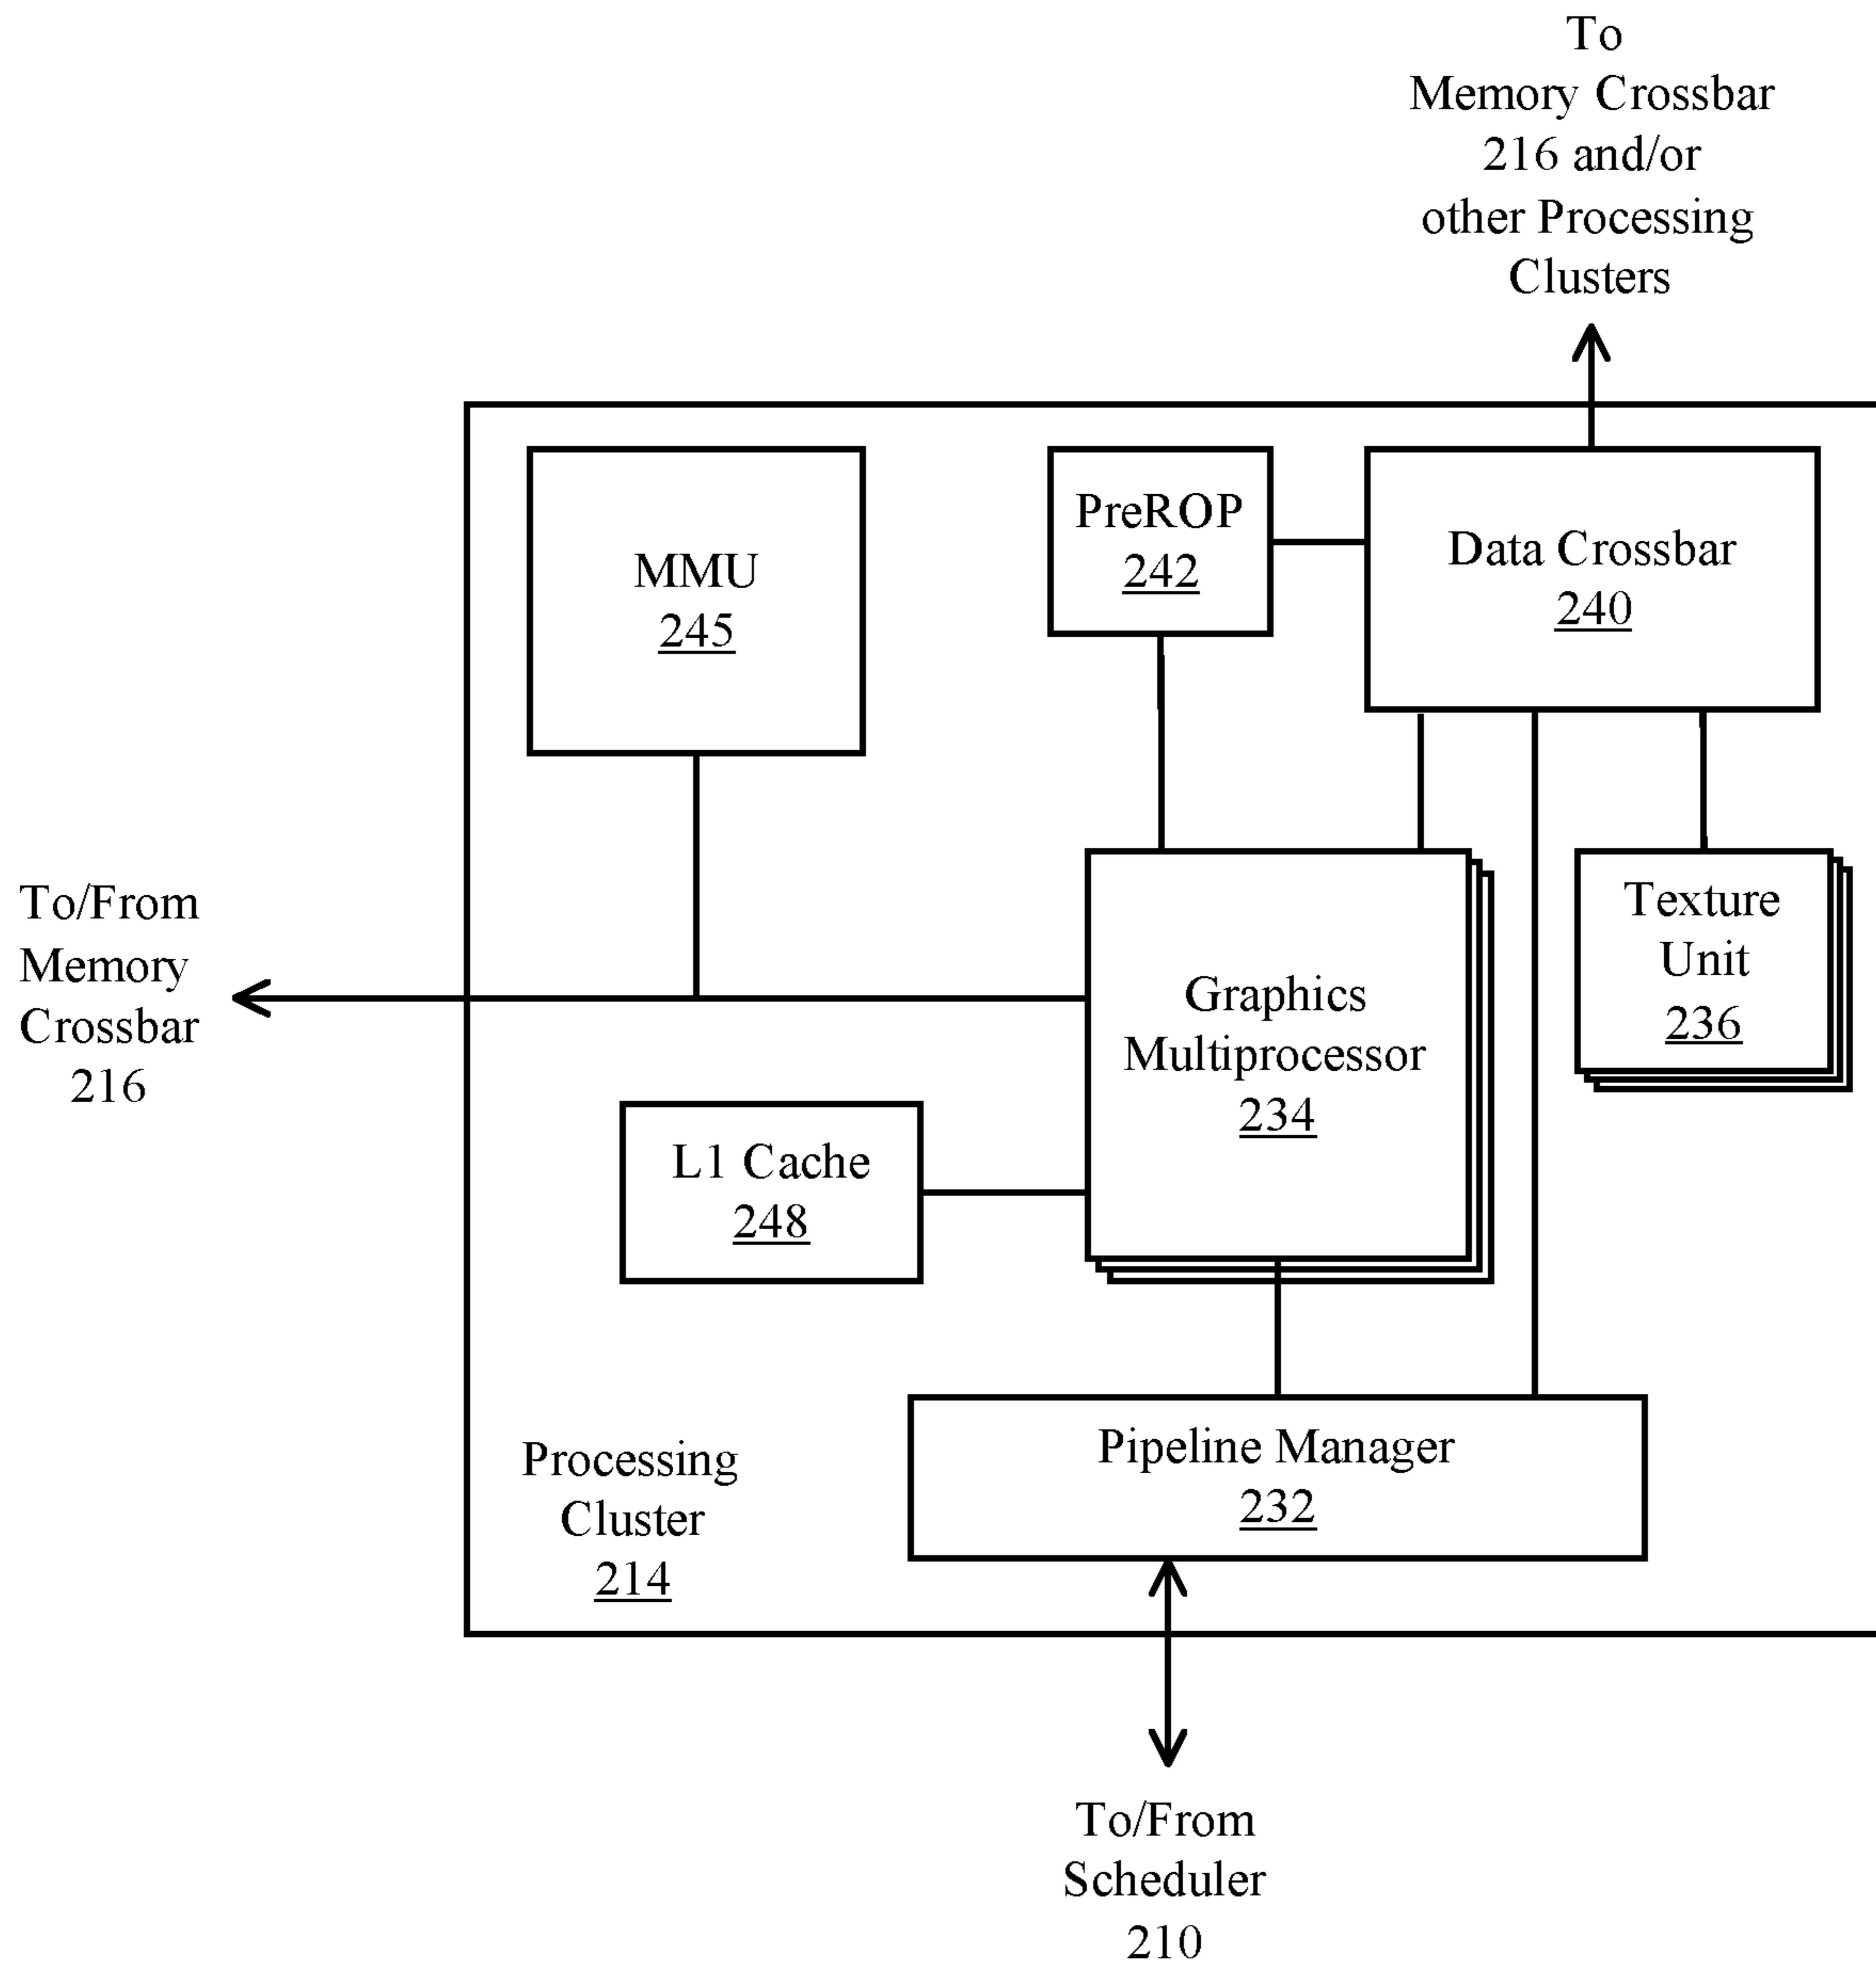 To
Memory Crossbar
216 and/or
other Processing
Clusters
MMU
245
PreROP
242
Data Crossbar
240
To/From
Memory
Crossbar
216
Graphics
Multiprocessor
234
Texture
Unit
236
L1 Cache
248
Processing
Cluster
214
Pipeline Manager
232
To/From
Scheduler
210